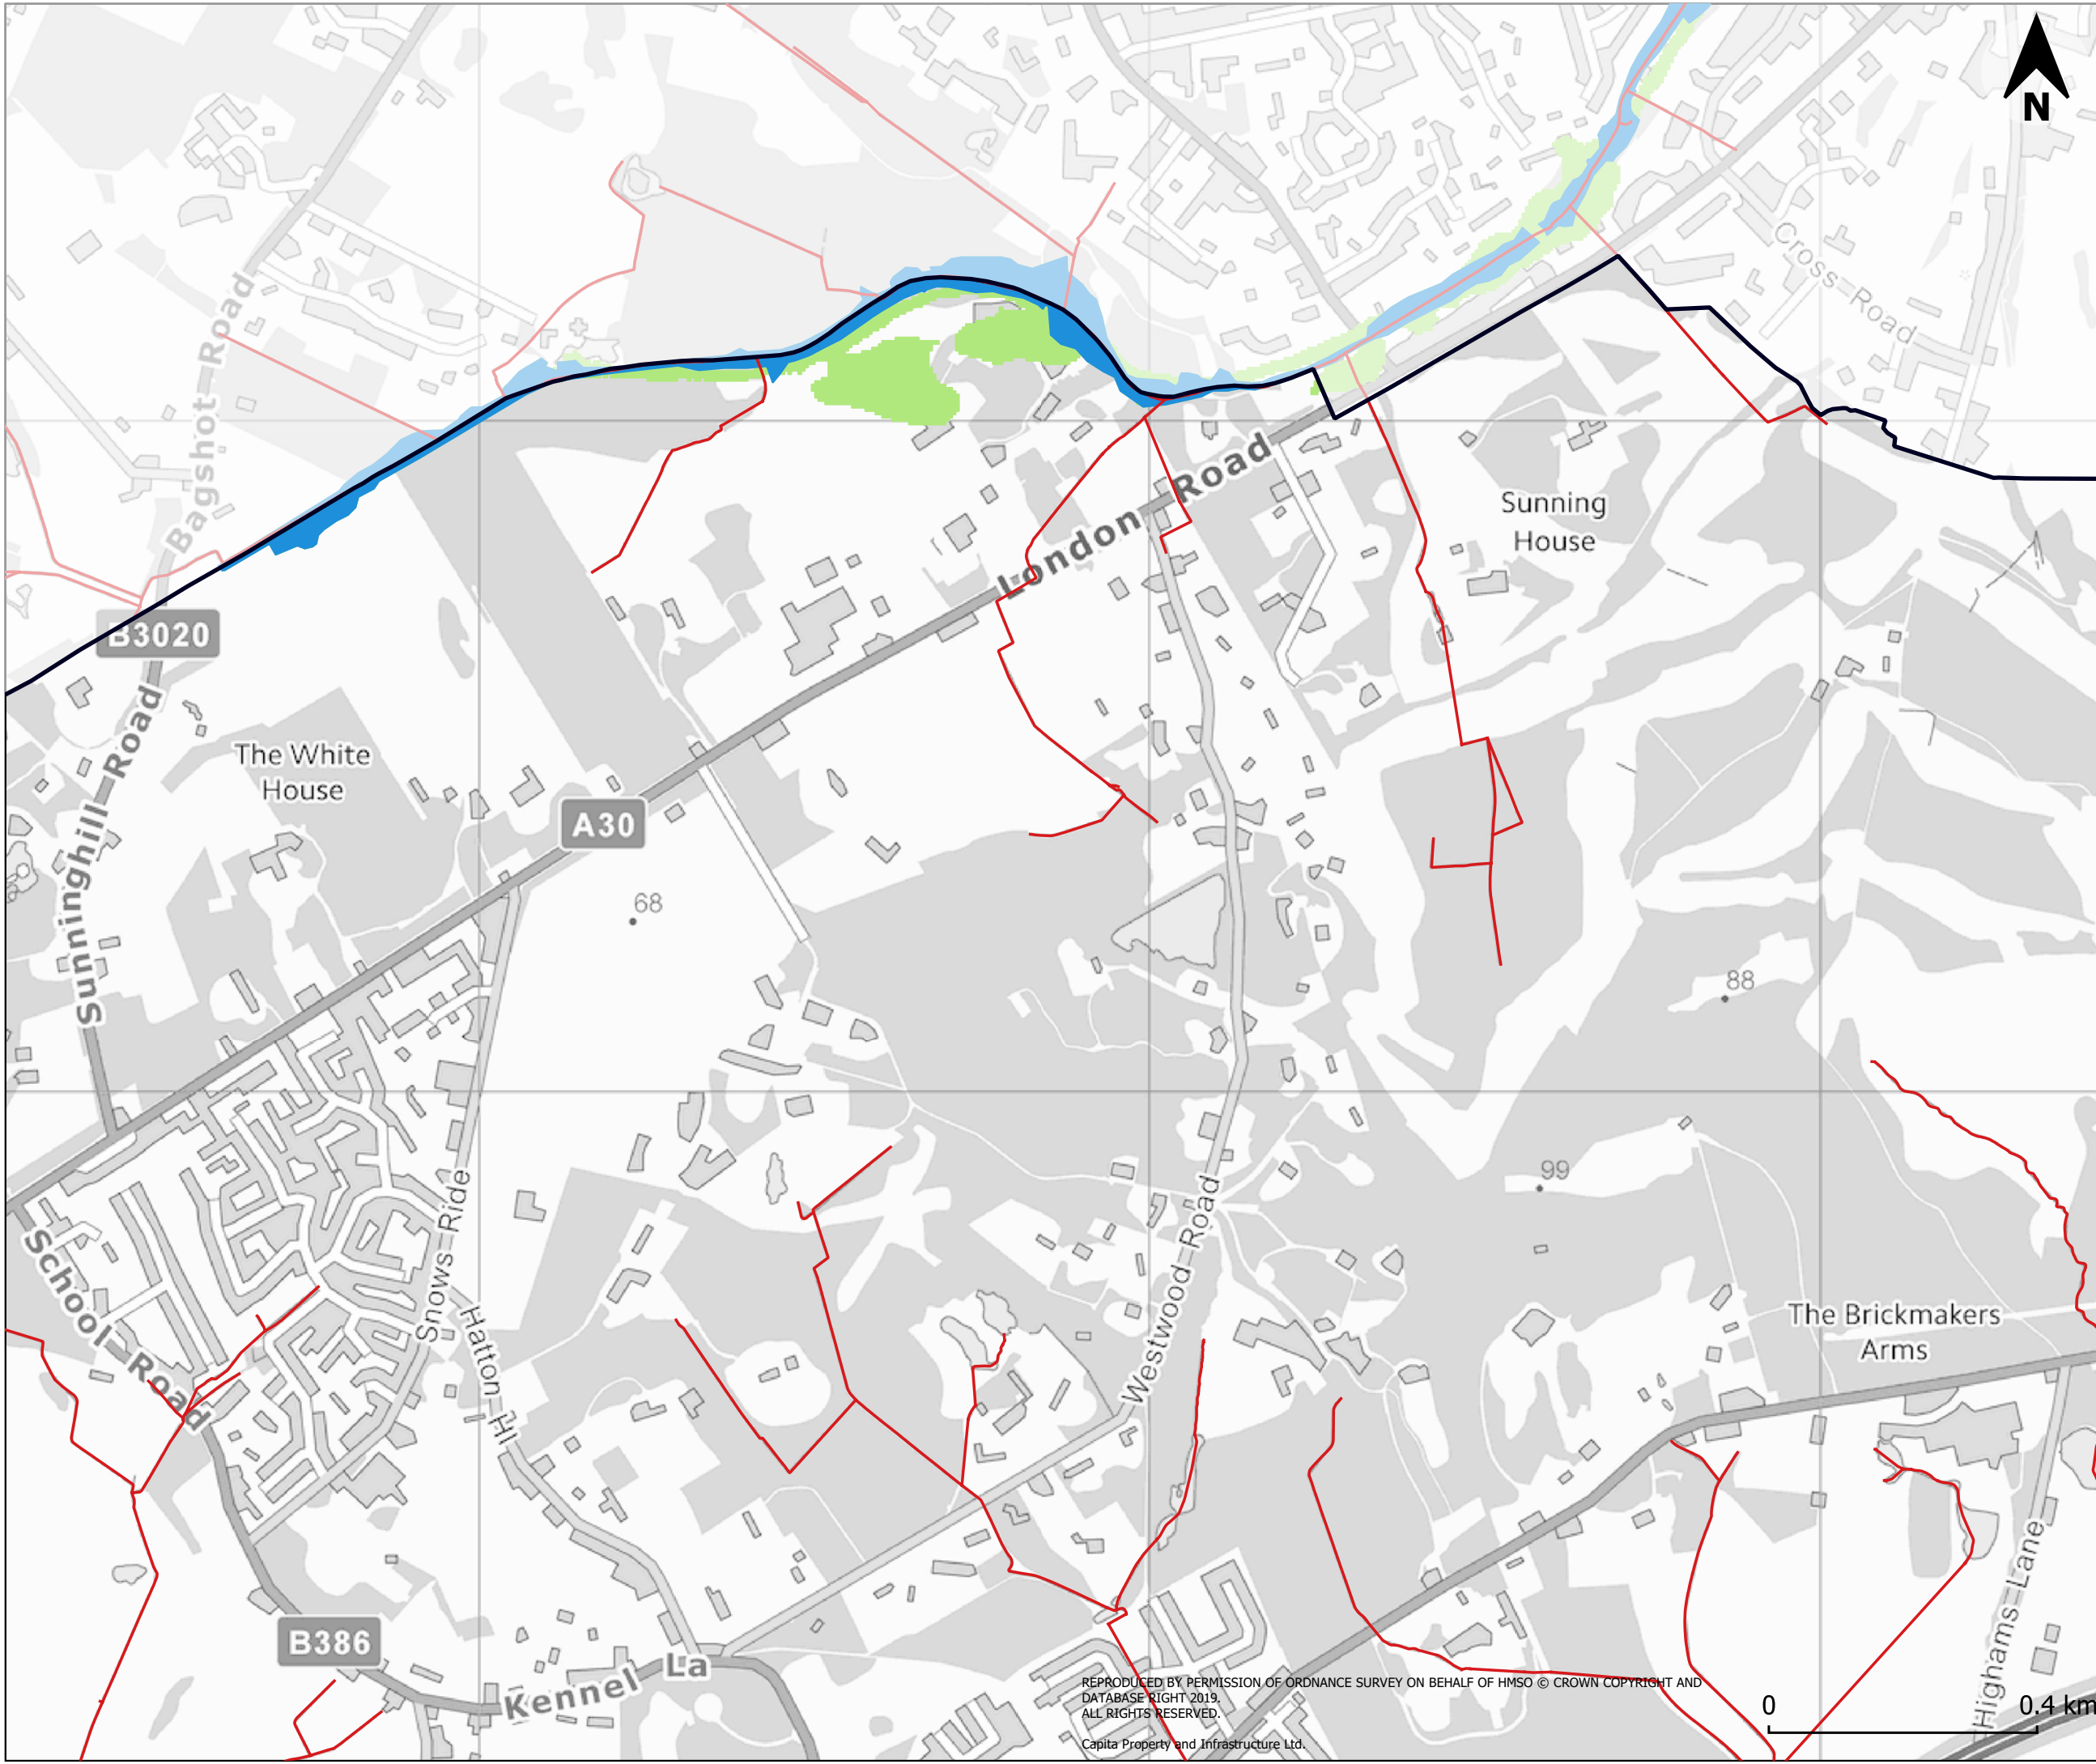 N
Cross Road
Bagshot Road
London Road
Sunning
House
B3020
Sunninghill Road
The White
House
A30
68
88
99
School Road
Snows Ride
Hatton Hl
Westwood Road
The Brickmakers
Arms
Highams Lane
B386
Kennel La
REPRODUCED BY PERMISSION OF ORDNANCE SURVEY ON BEHALF OF HMSO © CROWN COPYRIGHT AND
DATABASE RIGHT 2019.
ALL RIGHTS RESERVED.
Capita Property and Infrastructure Ltd.
0 0.4 km